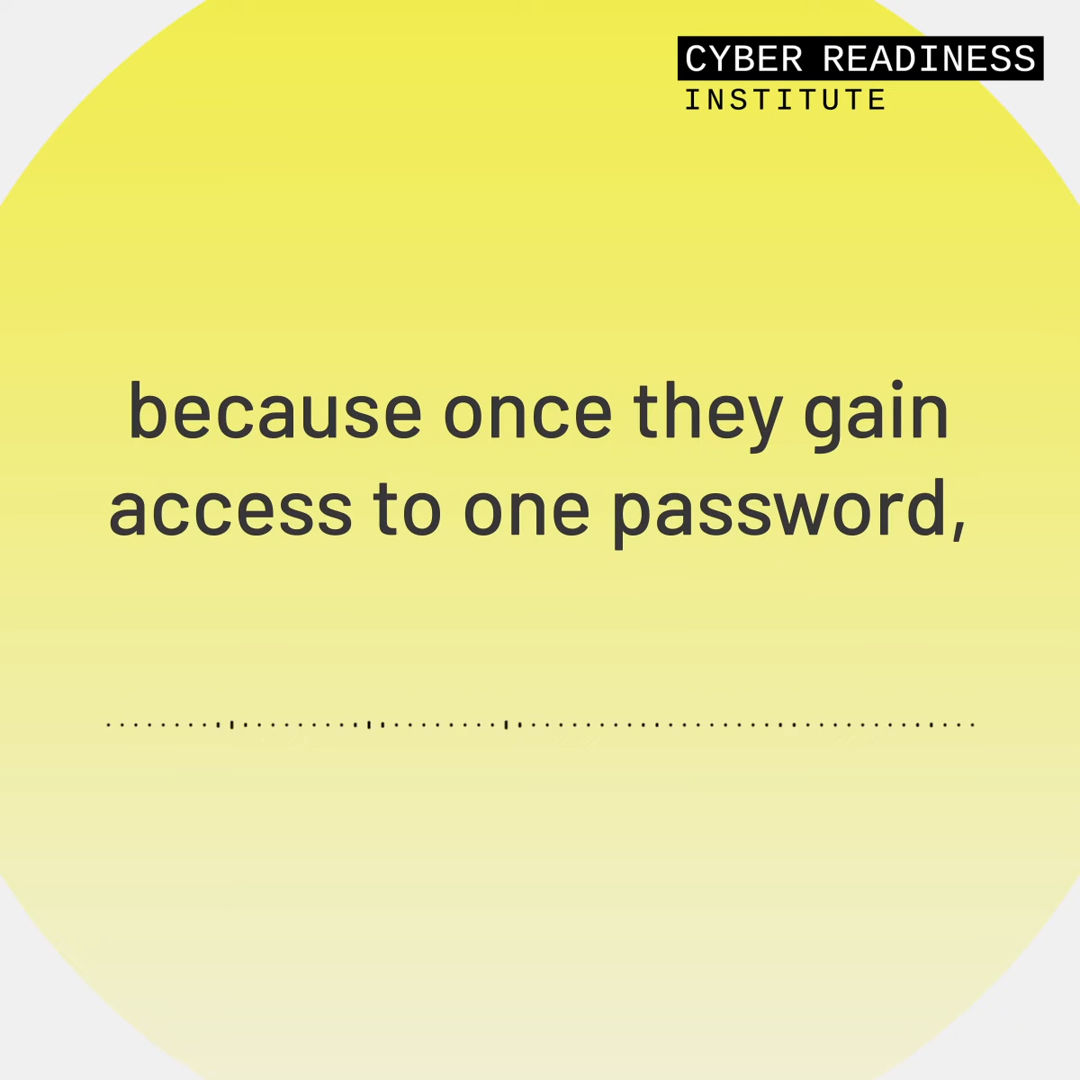 CYBER READINESS
INSTITUTE
because once they gain
access to one password,